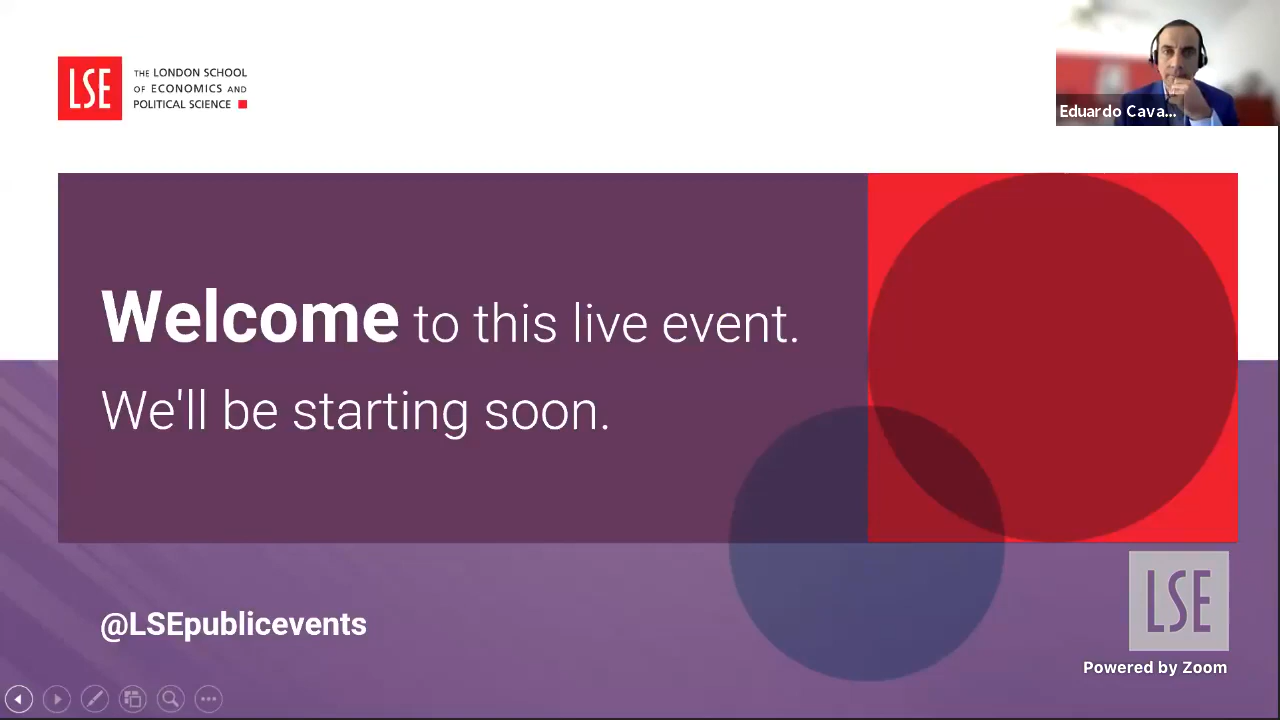 LSE
THE LONDON SCHOOL
OF ECONOMICS AND
POLITICAL SCIENCE
Eduardo Cava...
Welcome to this live event.
We'll be starting soon.
@LSEpublicevents
LSE
Powered by Zoom